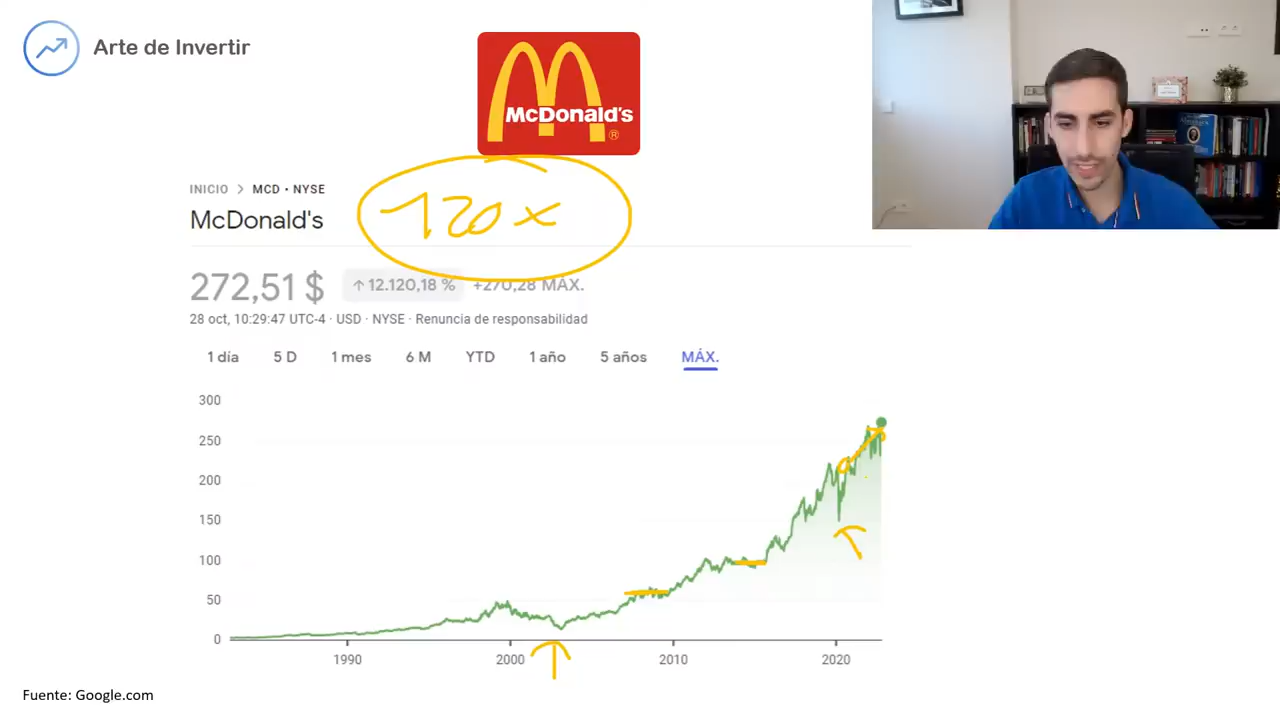 Arte de Invertir
McDonald's
®
INICIO > MCD • NYSE
McDonald's
120x
272,51 $ ↑ 12.120,18 % +270,28 MÁX.
28 oct, 10:29:47 UTC-4 · USD · NYSE · Renuncia de responsabilidad
1 día 5 D 1 mes 6 M YTD 1 año 5 años MÁX.
300
250
200
150
100
50
0
1990 2000 2010 2020
Fuente: Google.com